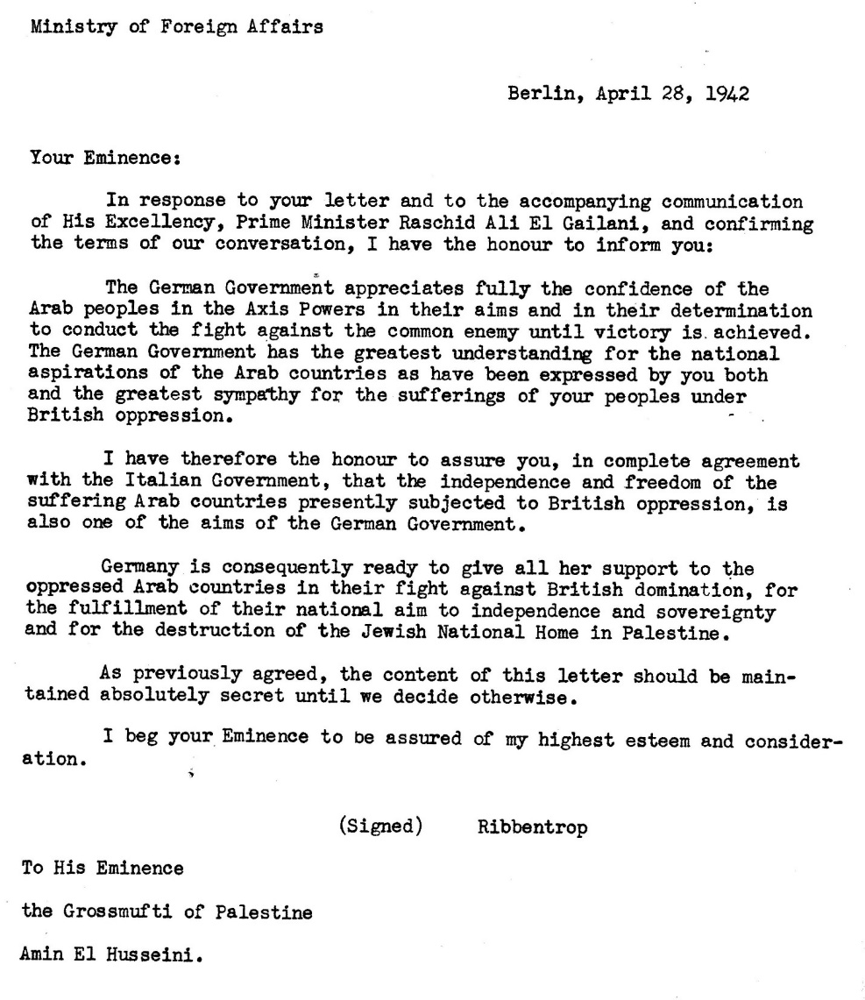 Ministry of Foreign Affairs
Berlin, April 28, 1942
Your Eminence:
In response to your letter and to the accompanying communication
of His Excellency, Prime Minister Raschid Ali El Gailani, and confirming
the terms of our conversation, I have the honour to inform you:
The German Government appreciates fully the confidence of the
Arab peoples in the Axis Powers in their aims and in their determination
to conduct the fight against the common enemy until victory is achieved.
The German Government has the greatest understanding for the national
aspirations of the Arab countries as have been expressed by you both
and the greatest sympathy for the sufferings of your peoples under
British oppression.
I have therefore the honour to assure you, in complete agreement
with the Italian Government, that the independence and freedom of the
suffering Arab countries presently subjected to British oppression, is
also one of the aims of the German Government.
Germany is consequently ready to give all her support to the
oppressed Arab countries in their fight against British domination, for
the fulfillment of their national aim to independence and sovereignty
and for the destruction of the Jewish National Home in Palestine.
As previously agreed, the content of this letter should be main-
tained absolutely secret until we decide otherwise.
I beg your Eminence to be assured of my highest esteem and consider-
ation.
(Signed) Ribbentrop
To His Eminence
the Grossmufti of Palestine
Amin El Husseini.